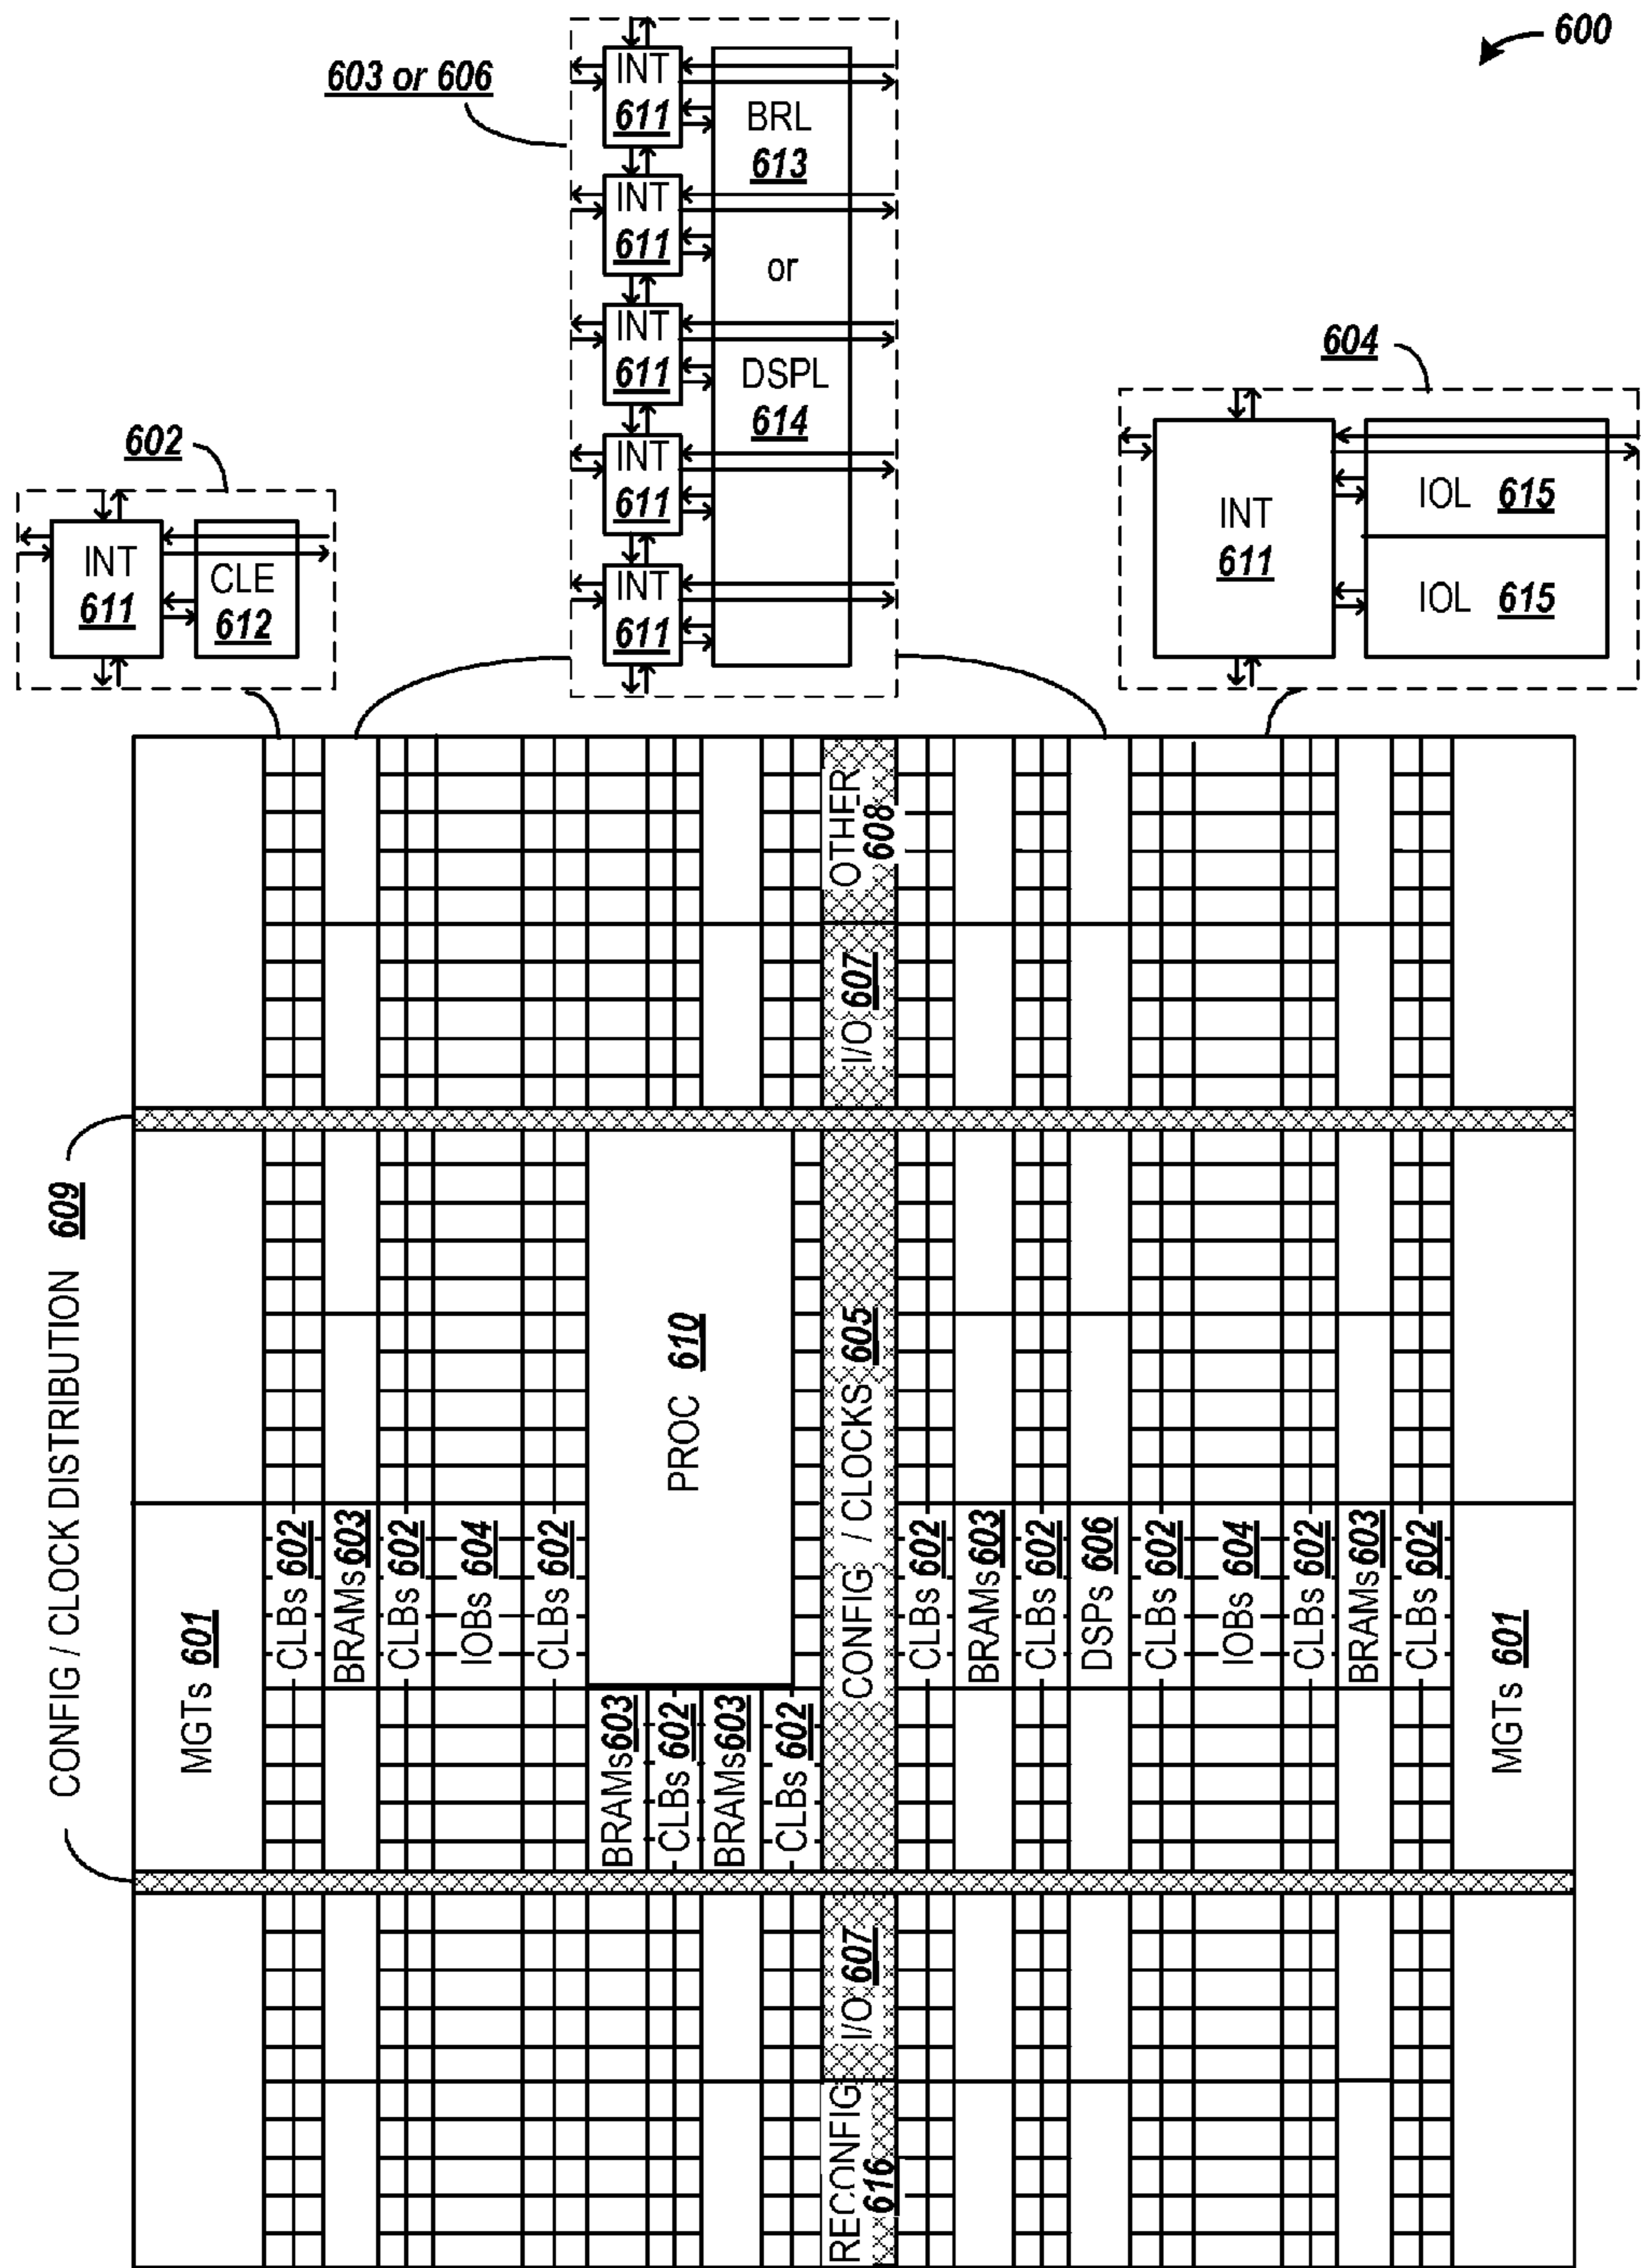 600
603 or 606
INT
611
INT
611
INT
611
INT
611
INT
611
BRL
613
or
DSPL
614
604
INT
611
IOL 615
IOL 615
602
INT
611
CLE
612
OTHER
608
I/O 607
CONFIG / CLOCK DISTRIBUTION 609
PROC 610
CONFIG / CLOCKS 605
MGTs 601
CLBs 602
BRAMs 603
CLBs 602
IOBs 604
CLBs 602
BRAMs 603
CLBs 602
BRAMs 603
CLBs 602
CLBs 602
BRAMs 603
CLBs 602
DSPs 606
CLBs 602
IOBs 604
CLBs 602
BRAMs 603
CLBs 602
MGTs 601
I/O 607
RECONFIG
616